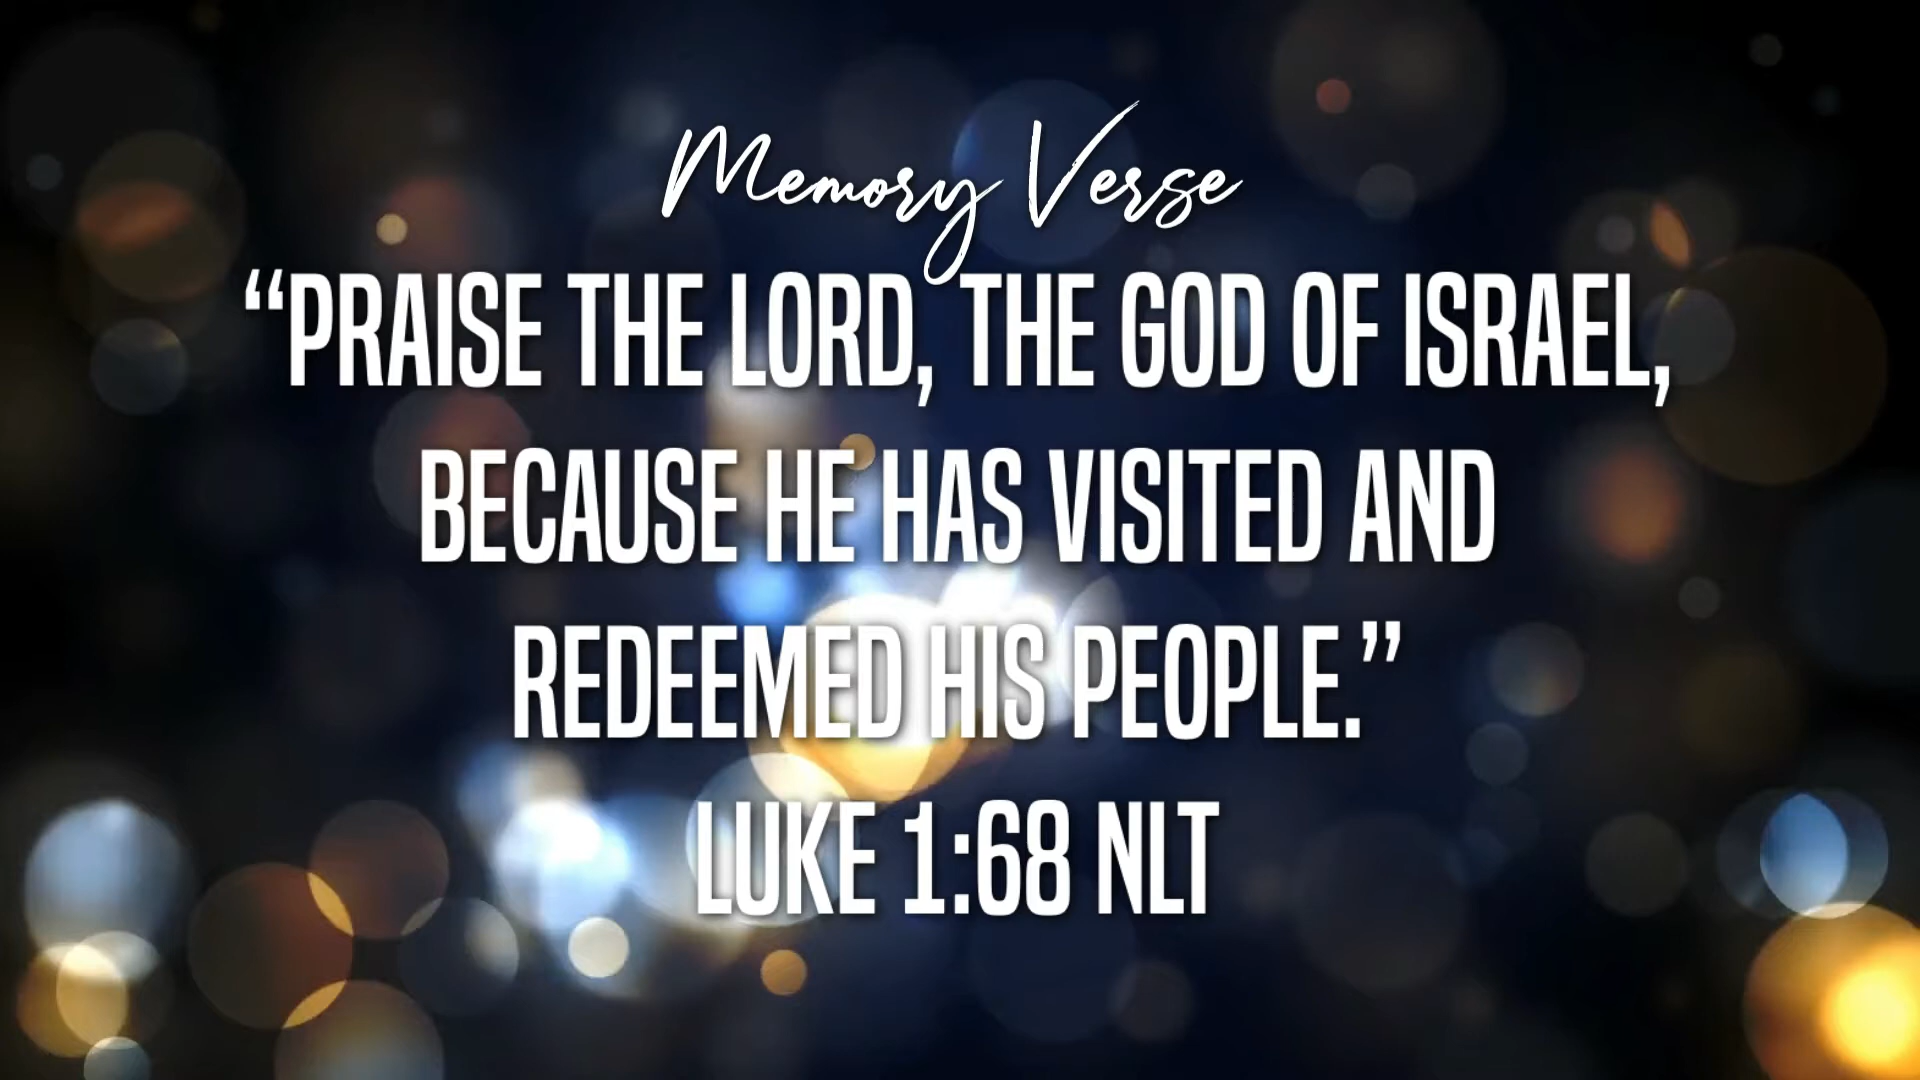 Memory Verse
“PRAISE THE LORD, THE GOD OF ISRAEL,
BECAUSE HE HAS VISITED AND
REDEEMED HIS PEOPLE.”
LUKE 1:68 NLT